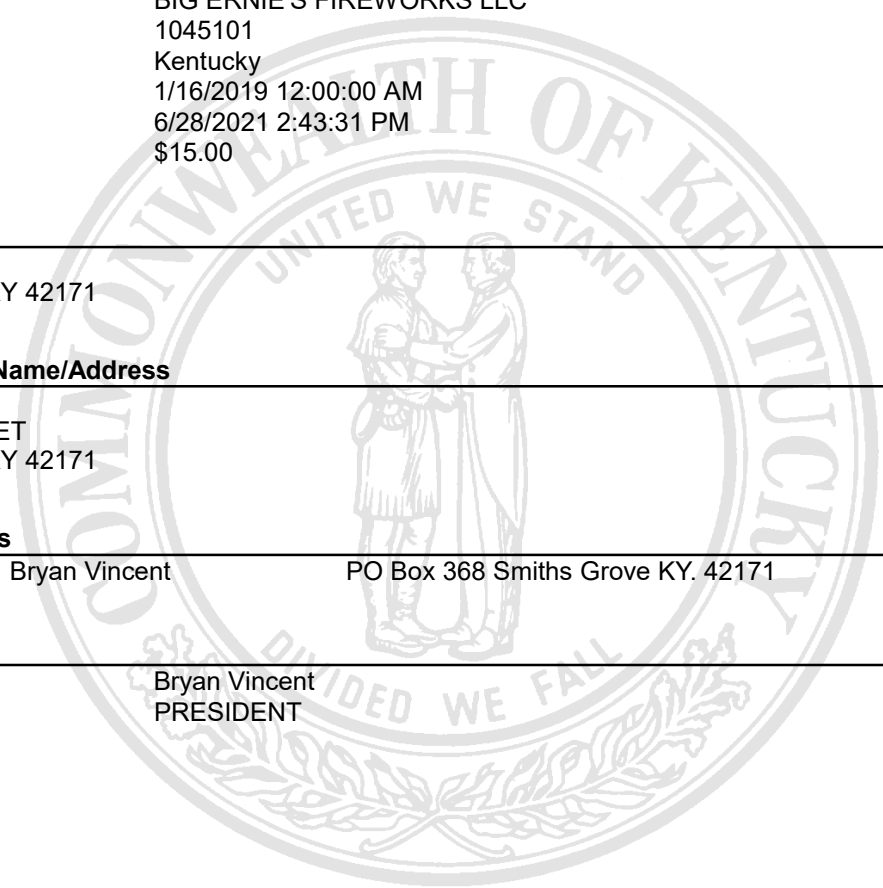 BIG ERNIE'S FIREWORKS LLC
1045101
Kentucky
1/16/2019 12:00:00 AM
6/28/2021 2:43:31 PM
$15.00
COMMONWEALTH OF KENTUCKY
UNITED WE STAND
Y 42171
Name/Address
ET
Y 42171
s
Bryan Vincent PO Box 368 Smiths Grove KY. 42171
DIVIDED WE FALL
Bryan Vincent
PRESIDENT